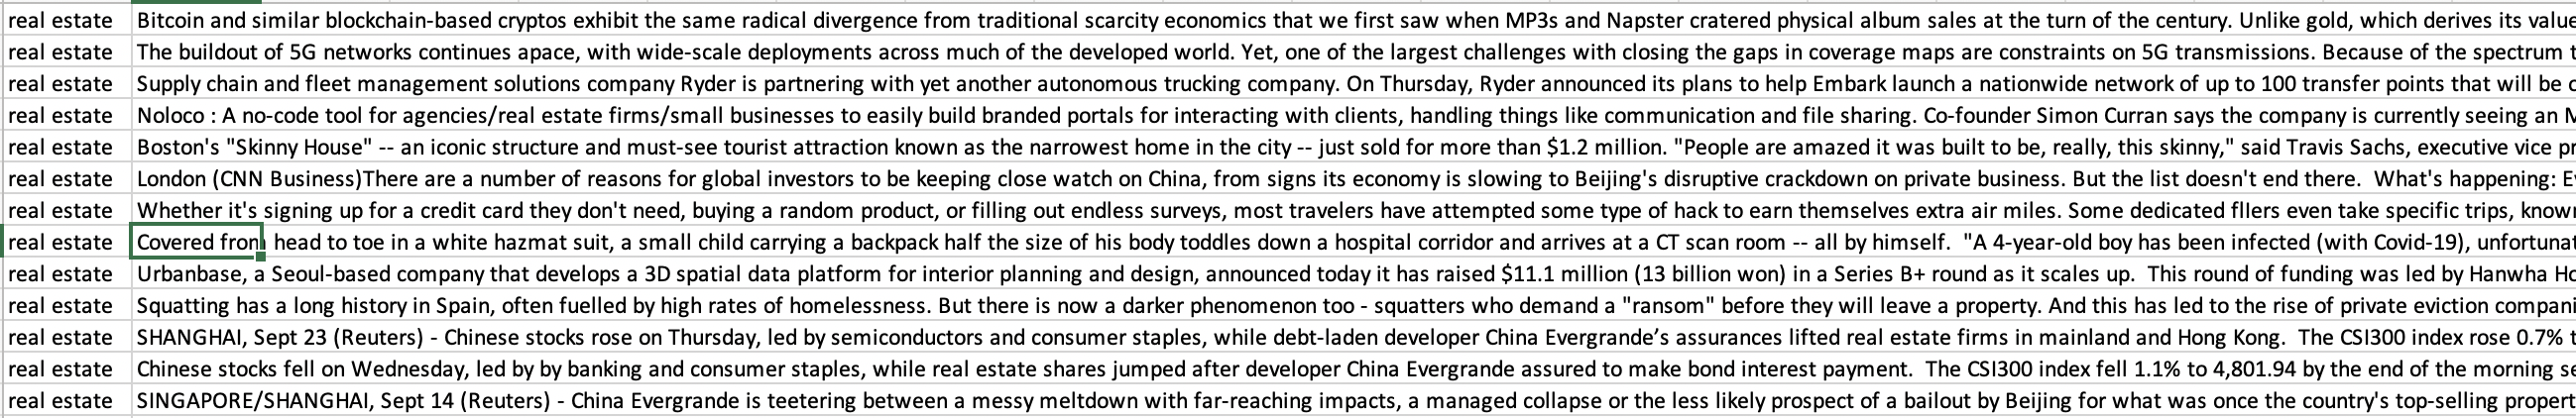 real estate Bitcoin and similar blockchain-based cryptos exhibit the same radical divergence from traditional scarcity economics that we first saw when MP3s and Napster cratered physical album sales at the turn of the century. Unlike gold, which derives its value
real estate The buildout of 5G networks continues apace, with wide-scale deployments across much of the developed world. Yet, one of the largest challenges with closing the gaps in coverage maps are constraints on 5G transmissions. Because of the spectrum
real estate Supply chain and fleet management solutions company Ryder is partnering with yet another autonomous trucking company. On Thursday, Ryder announced its plans to help Embark launch a nationwide network of up to 100 transfer points that will be
real estate Noloco : A no-code tool for agencies/real estate firms/small businesses to easily build branded portals for interacting with clients, handling things like communication and file sharing. Co-founder Simon Curran says the company is currently seeing an
real estate Boston's "Skinny House" -- an iconic structure and must-see tourist attraction known as the narrowest home in the city -- just sold for more than $1.2 million. "People are amazed it was built to be, really, this skinny," said Travis Sachs, executive vice
real estate London (CNN Business)There are a number of reasons for global investors to be keeping close watch on China, from signs its economy is slowing to Beijing's disruptive crackdown on private business. But the list doesn't end there.  What's happening:
real estate Whether it's signing up for a credit card they don't need, buying a random product, or filling out endless surveys, most travelers have attempted some type of hack to earn themselves extra air miles. Some dedicated fllers even take specific trips,
real estate Covered from head to toe in a white hazmat suit, a small child carrying a backpack half the size of his body toddles down a hospital corridor and arrives at a CT scan room -- all by himself.  "A 4-year-old boy has been infected (with Covid-19),
real estate Urbanbase, a Seoul-based company that develops a 3D spatial data platform for interior planning and design, announced today it has raised $11.1 million (13 billion won) in a Series B+ round as it scales up.  This round of funding was led by Hanwha
real estate Squatting has a long history in Spain, often fuelled by high rates of homelessness. But there is now a darker phenomenon too - squatters who demand a "ransom" before they will leave a property. And this has led to the rise of private eviction
real estate SHANGHAI, Sept 23 (Reuters) - Chinese stocks rose on Thursday, led by semiconductors and consumer staples, while debt-laden developer China Evergrande’s assurances lifted real estate firms in mainland and Hong Kong.  The CSI300 index rose 0.7%
real estate Chinese stocks fell on Wednesday, led by by banking and consumer staples, while real estate shares jumped after developer China Evergrande assured to make bond interest payment.  The CSI300 index fell 1.1% to 4,801.94 by the end of the morning
real estate SINGAPORE/SHANGHAI, Sept 14 (Reuters) - China Evergrande is teetering between a messy meltdown with far-reaching impacts, a managed collapse or the less likely prospect of a bailout by Beijing for what was once the country's top-selling